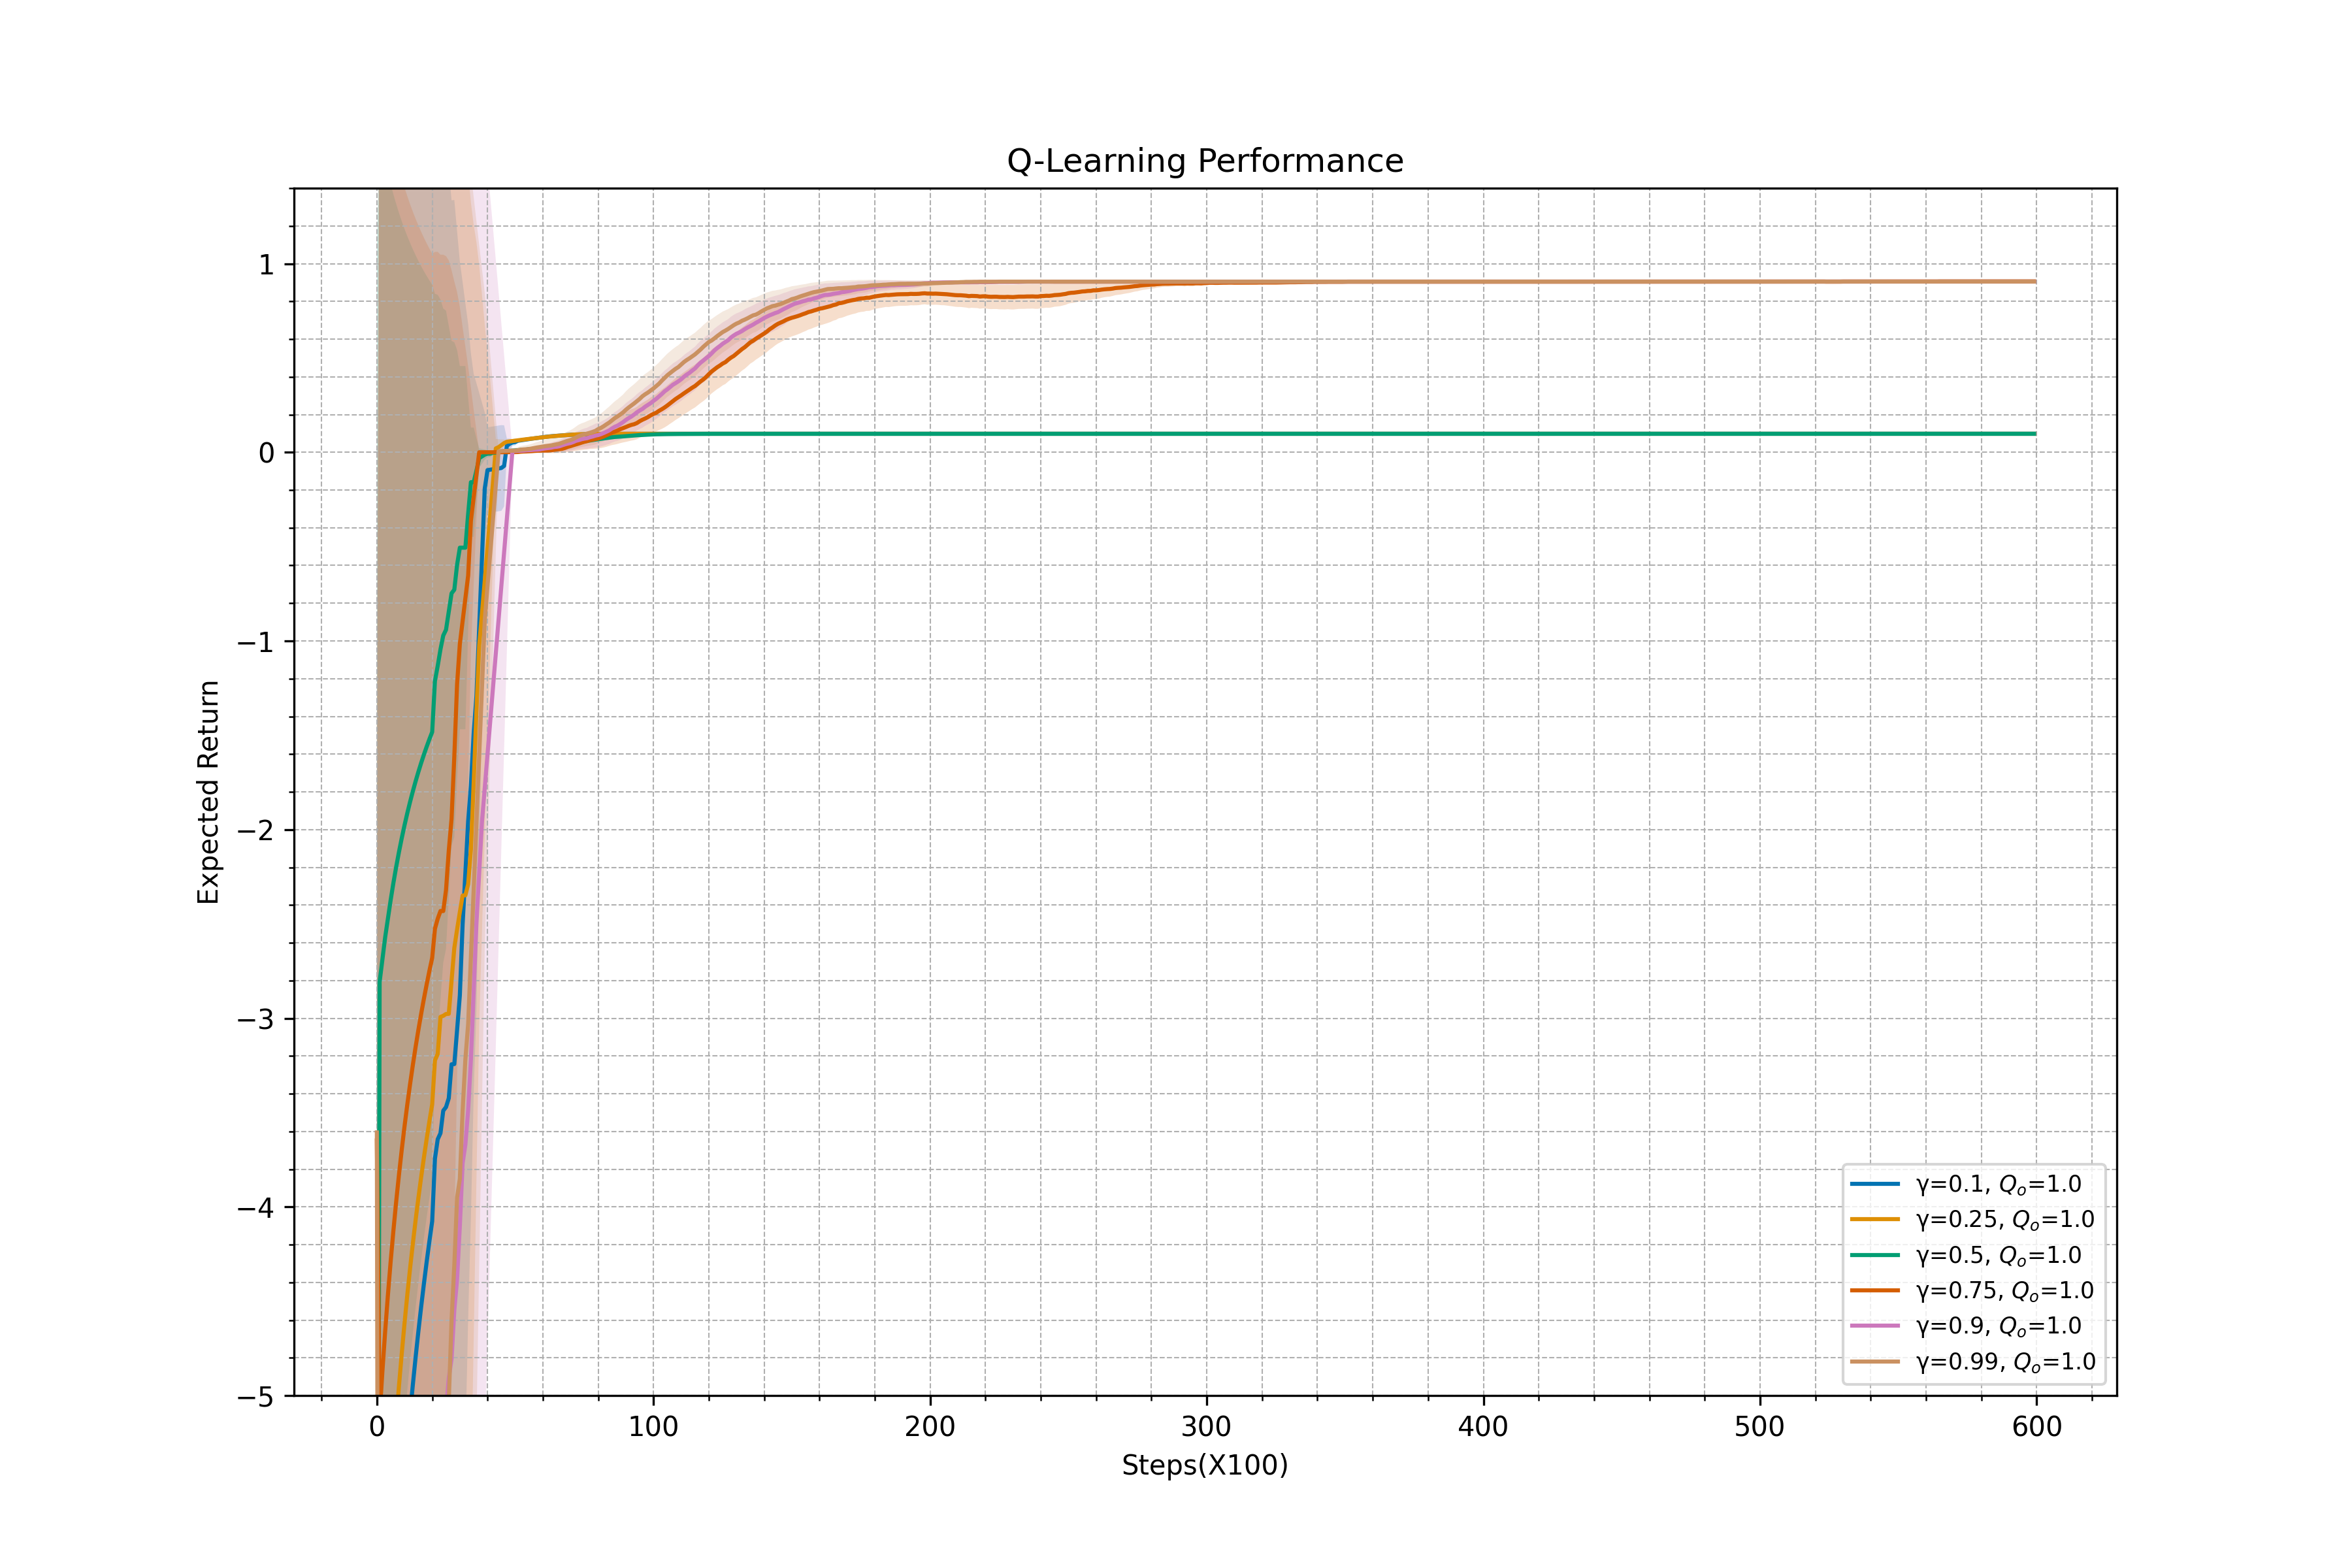 Q-Learning Performance
Expected Return
1
0
−1
−2
−3
−4
−5
0 100 200 300 400 500 600
Steps(X100)
γ=0.1, Qₒ=1.0
γ=0.25, Qₒ=1.0
γ=0.5, Qₒ=1.0
γ=0.75, Qₒ=1.0
γ=0.9, Qₒ=1.0
γ=0.99, Qₒ=1.0